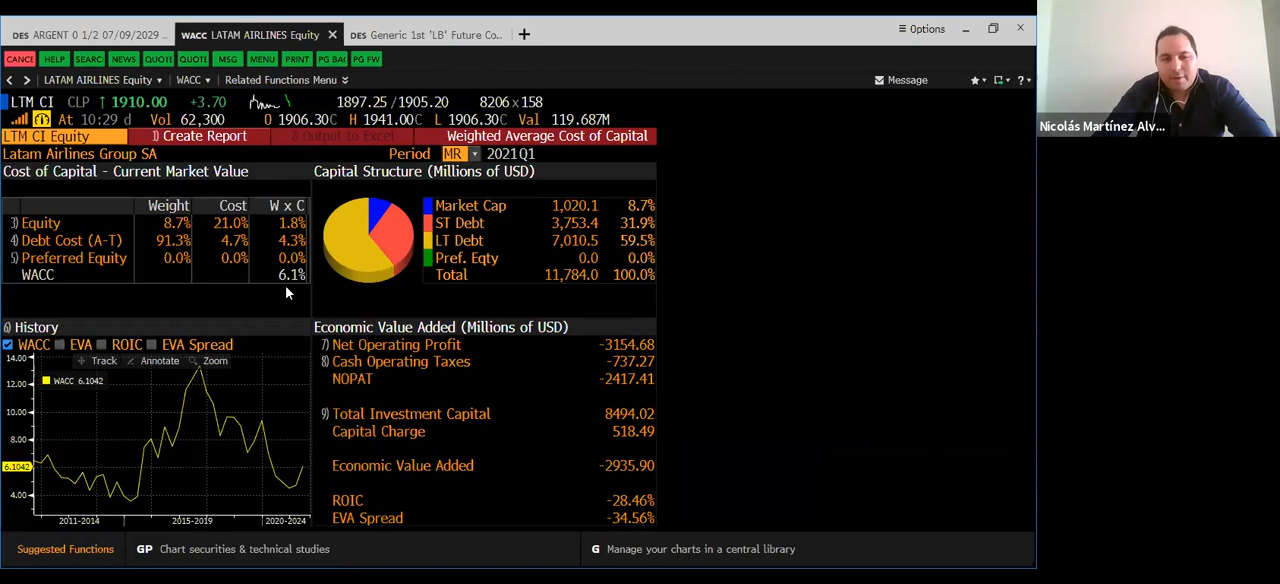 DES ARGENT 0 1/2 07/09/2029 ...
WACC LATAM AIRLINES Equity ✕
DES Generic 1st 'LB' Future Co...
Options
CANCE HELP SEARC NEWS QUOTE QUOTE MSG MENU PRINT PG BAC PG FW
LATAM AIRLINES Equity WACC Related Functions Menu
Message
LTM CI CLP ↑ 1910.00 +3.70 1897.25 / 1905.20 8206 x 158
At 10:29 d Vol 62,300 O 1906.30C H 1941.00C L 1906.30C Val 119.687M
LTM CI Equity 1) Create Report 2) Output to Excel Weighted Average Cost of Capital
Latam Airlines Group SA Period MR 2021Q1
Cost of Capital - Current Market Value
Weight Cost W x C
3) Equity 8.7% 21.0% 1.8%
4) Debt Cost (A-T) 91.3% 4.7% 4.3%
5) Preferred Equity 0.0% 0.0% 0.0%
WACC 6.1%
Capital Structure (Millions of USD)
Market Cap 1,020.1 8.7%
ST Debt 3,753.4 31.9%
LT Debt 7,010.5 59.5%
Pref. Eqty 0.0 0.0%
Total 11,784.0 100.0%
6) History
WACC EVA ROIC EVA Spread
Track Annotate Zoom
WACC 6.1042
14.00
12.00
10.00
8.00
6.1042
4.00
2011-2014 2015-2019 2020-2024
Economic Value Added (Millions of USD)
7) Net Operating Profit -3154.68
8) Cash Operating Taxes -737.27
NOPAT -2417.41
9) Total Investment Capital 8494.02
Capital Charge 518.49
Economic Value Added -2935.90
ROIC -28.46%
EVA Spread -34.56%
Suggested Functions GP Chart securities & technical studies G Manage your charts in a central library
Nicolás Martínez Alv...